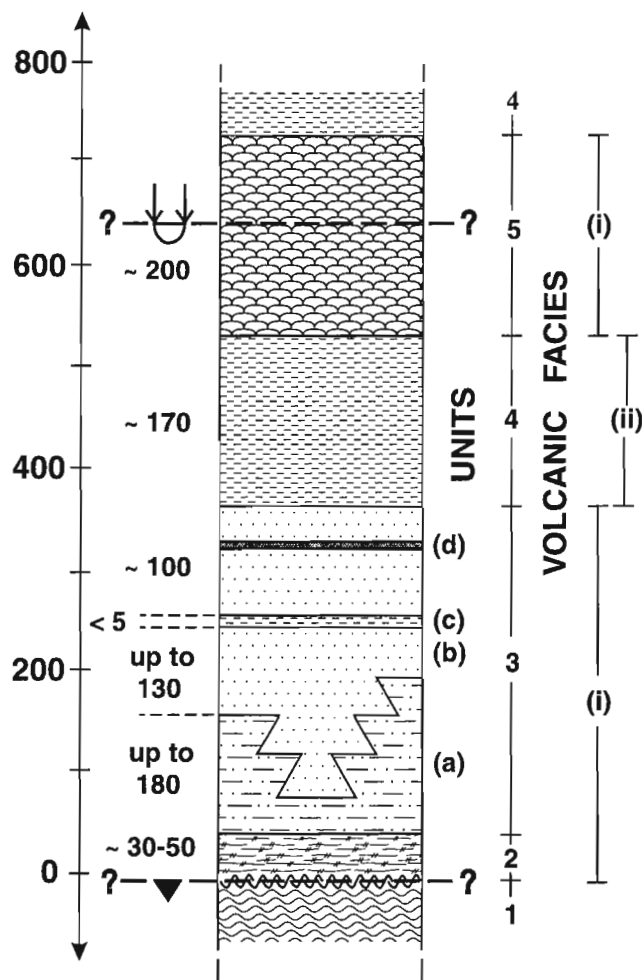 800
4
?
?
5
(i)
600
~ 200
UNITS
VOLCANIC FACIES
~ 170
4
(ii)
400
(d)
~ 100
< 5
(c)
(b)
200
up to
130
3
(i)
up to
180
(a)
~ 30-50
2
0
?
?
1